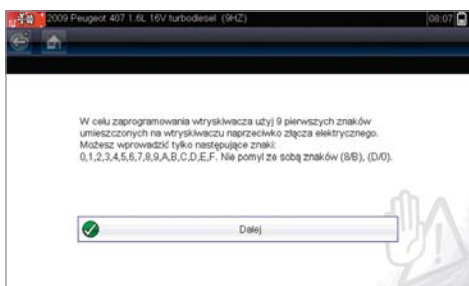 2009 Peugeot 407 1.6L 16V turbodiesel (9HZ) 08:07
W celu zaprogramowania wtryskiwacza użyj 9 pierwszych znaków
umieszczonych na wtryskiwaczu naprzeciwko złącza elektrycznego.
Możesz wprowadzić tylko następujące znaki:
0,1,2,3,4,5,6,7,8,9,A,B,C,D,E,F. Nie pomyl ze sobą znaków (8/B), (D/0).
Dalej